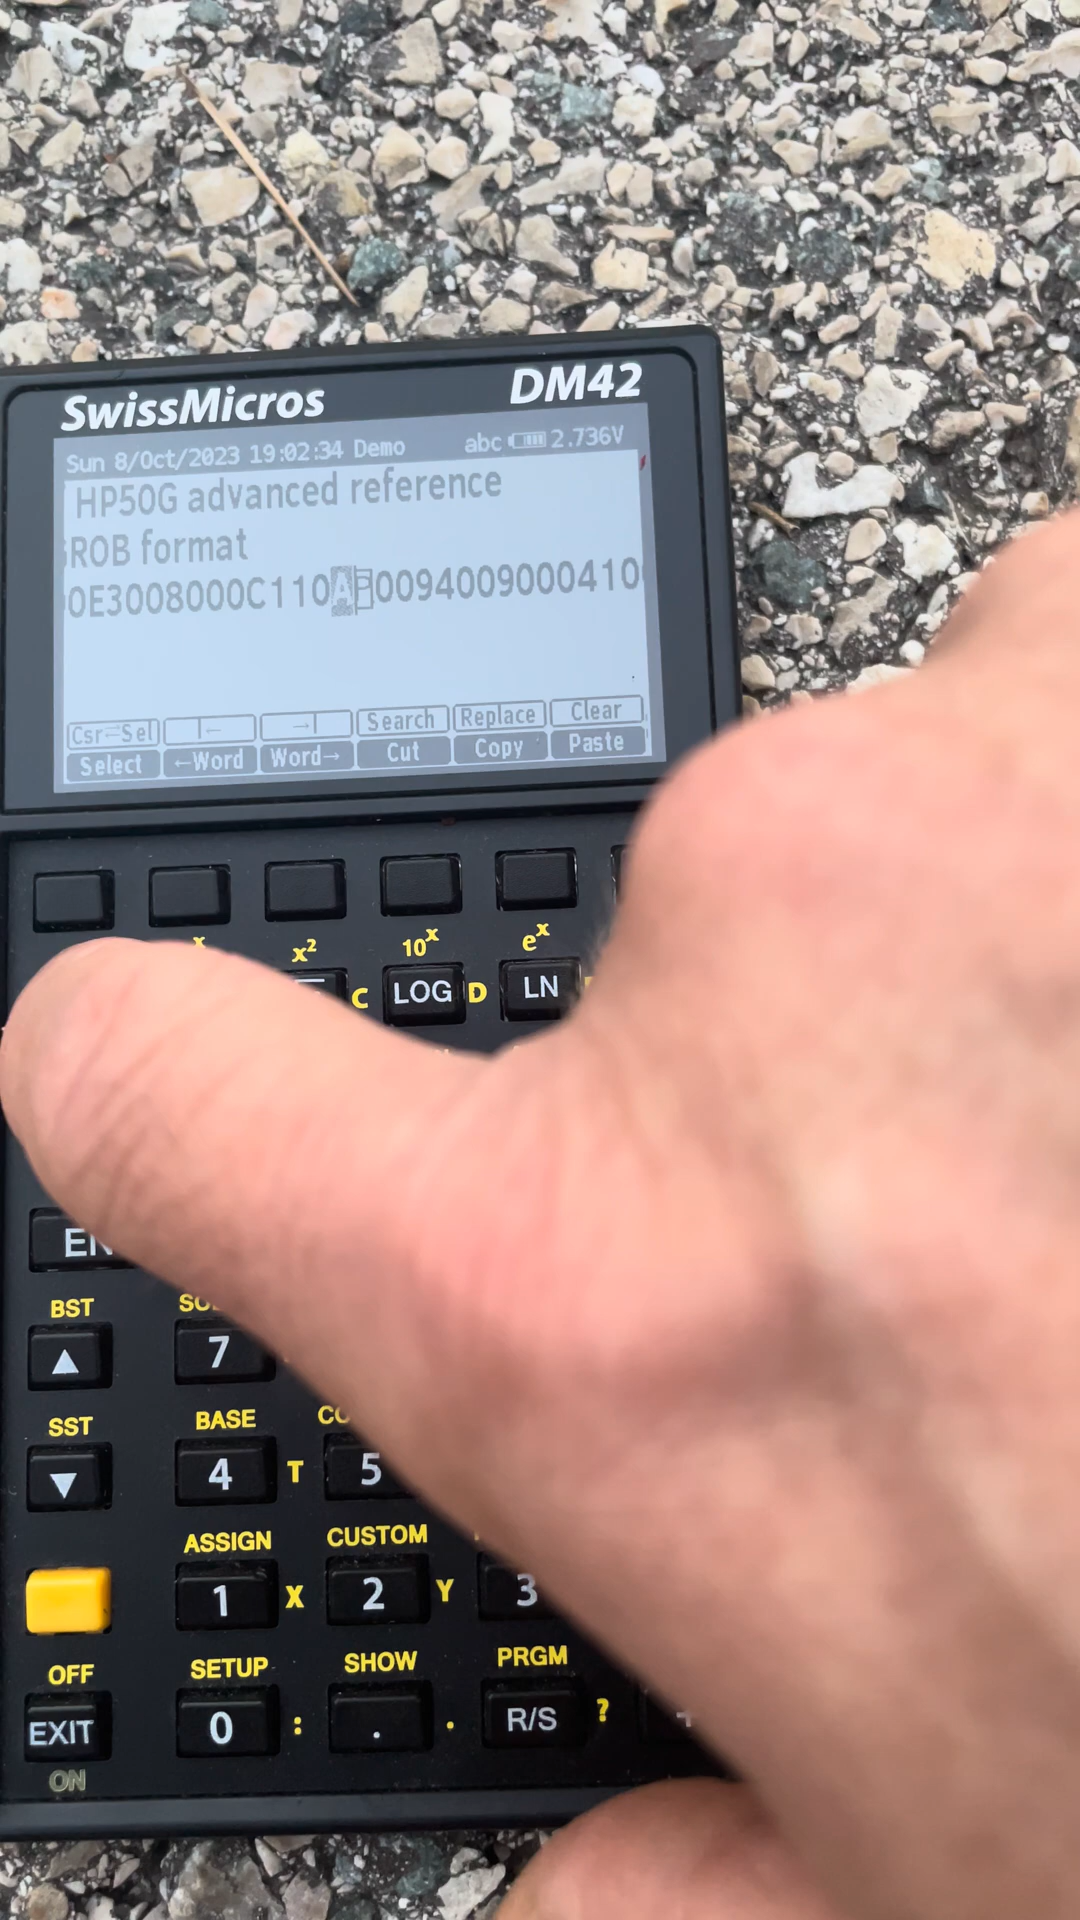 SwissMicros DM42
Sun 8/Oct/2023 19:02:34 Demo abc 2.736V
HP50G advanced reference
ROB format
0E3008000C110A 0094009000410
Csr⇌Sel |← →| Search Replace Clear
Select ←Word Word→ Cut Copy Paste
x x² 10ˣ eˣ
C LOG D LN
EN
BST SOL
▲ 7
SST BASE CO
▼ 4 T 5
ASSIGN CUSTOM
1 X 2 Y 3
OFF SETUP SHOW PRGM
EXIT 0 : . . R/S ? +
ON